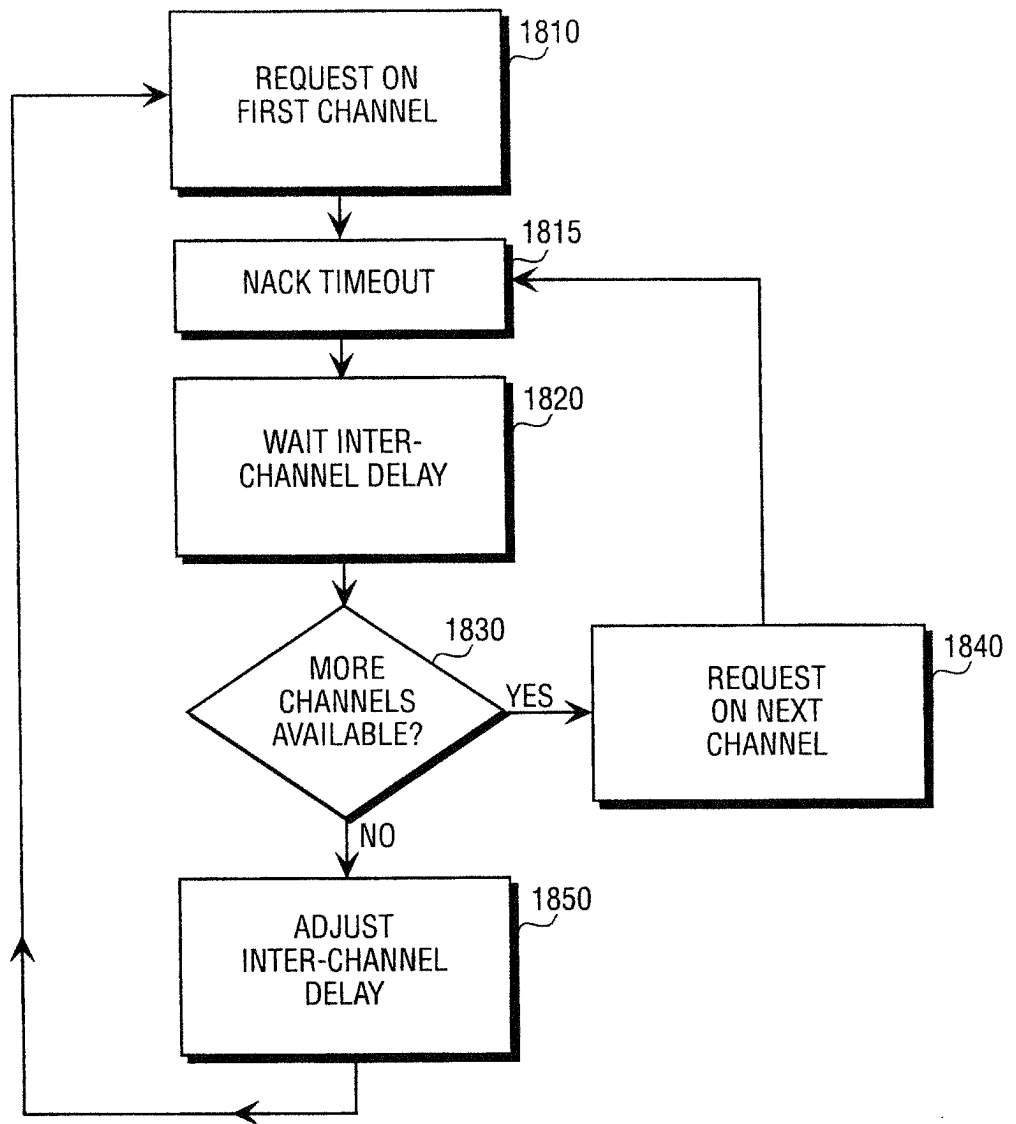 1810
REQUEST ON
FIRST CHANNEL
1815
NACK TIMEOUT
1820
WAIT INTER-
CHANNEL DELAY
1830
MORE
CHANNELS
AVAILABLE?
YES
1840
REQUEST
ON NEXT
CHANNEL
NO
1850
ADJUST
INTER-CHANNEL
DELAY